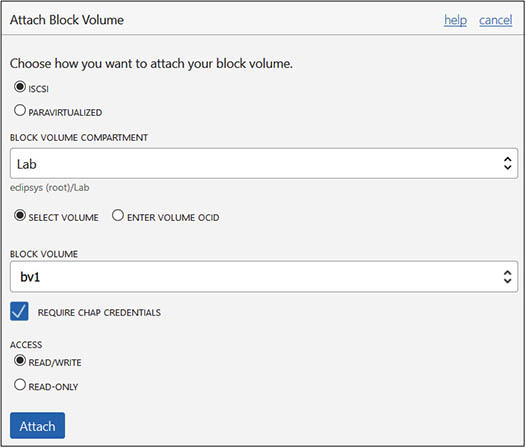 Attach Block Volume help cancel
Choose how you want to attach your block volume.
ISCSI
PARAVIRTUALIZED
BLOCK VOLUME COMPARTMENT
Lab
eclipsys (root)/Lab
SELECT VOLUME ENTER VOLUME OCID
BLOCK VOLUME
bv1
REQUIRE CHAP CREDENTIALS
ACCESS
READ/WRITE
READ-ONLY
Attach